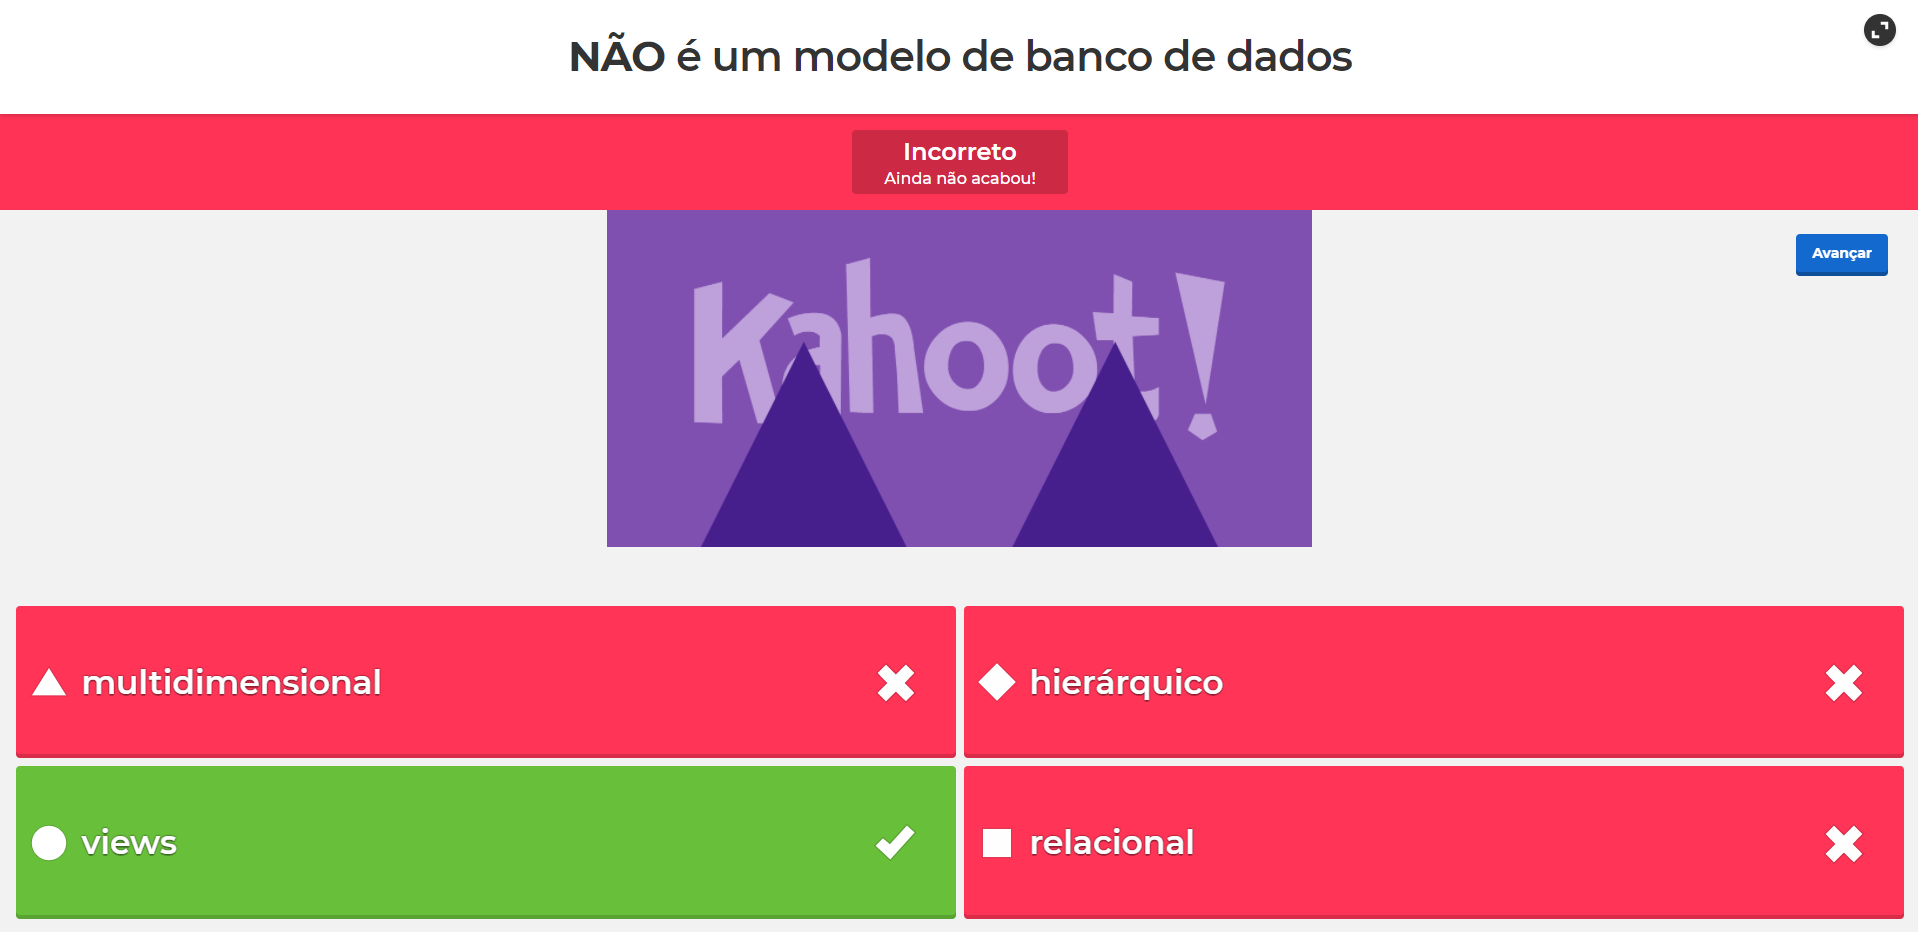 NÃO é um modelo de banco de dados
Incorreto
Ainda não acabou!
Avançar
Kahoot!
multidimensional
hierárquico
views
relacional